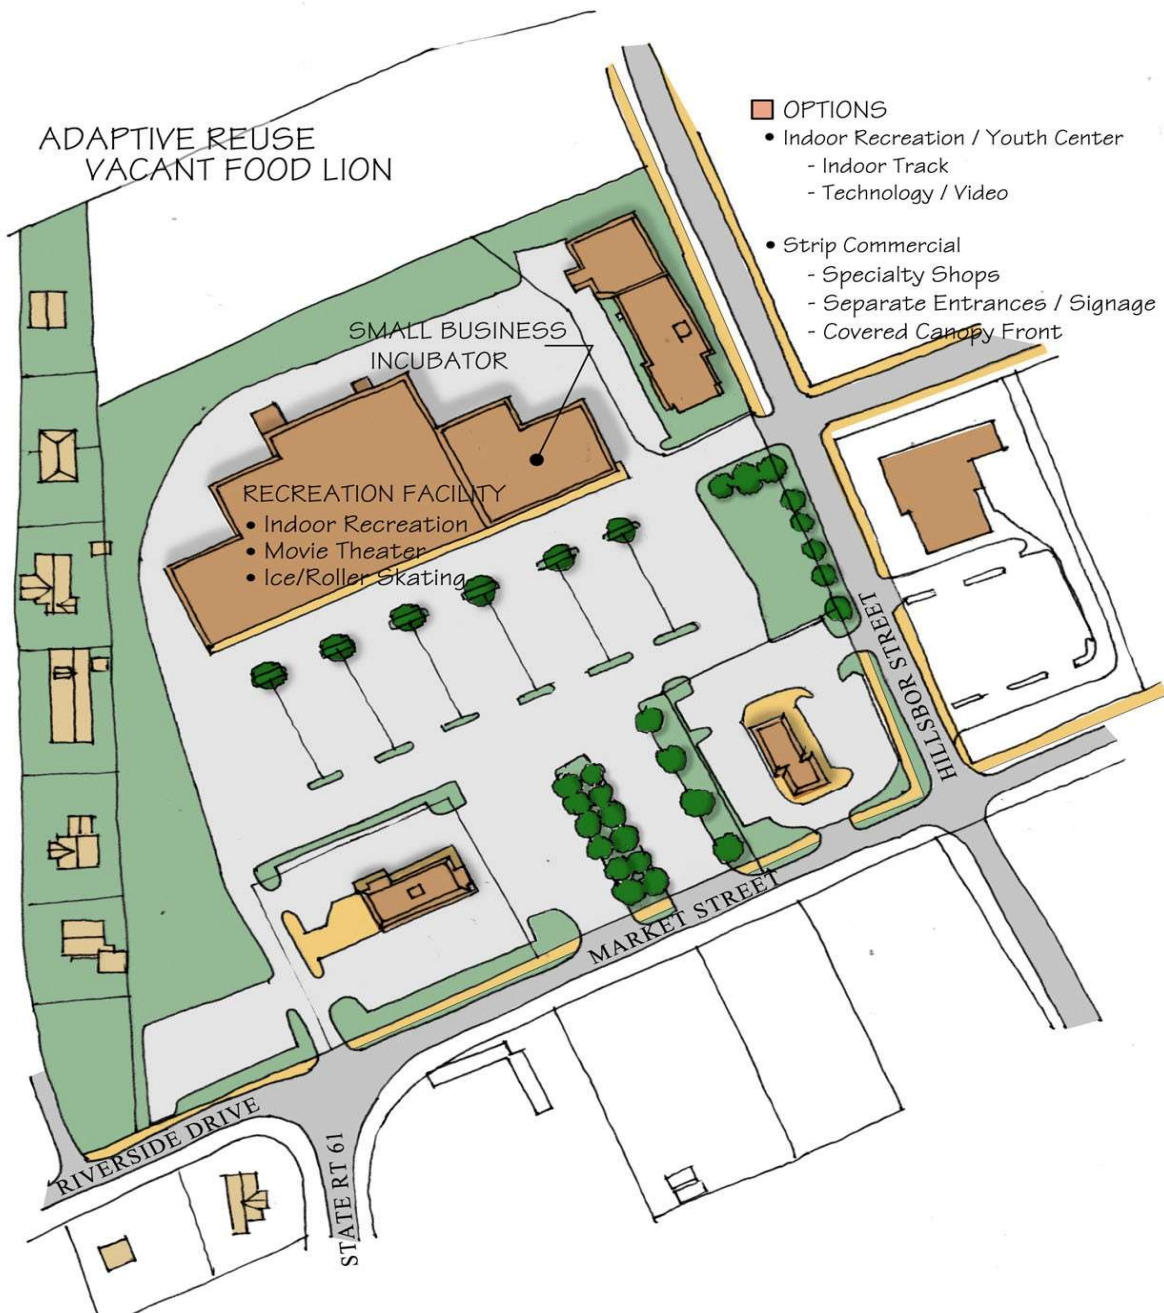 ADAPTIVE REUSE
VACANT FOOD LION
OPTIONS
• Indoor Recreation / Youth Center
- Indoor Track
- Technology / Video
• Strip Commercial
- Specialty Shops
- Separate Entrances / Signage
- Covered Canopy Front
SMALL BUSINESS
INCUBATOR
RECREATION FACILITY
• Indoor Recreation
• Movie Theater
• Ice/Roller Skating
HILLSBOR STREET
MARKET STREET
RIVERSIDE DRIVE
STATE RT 61